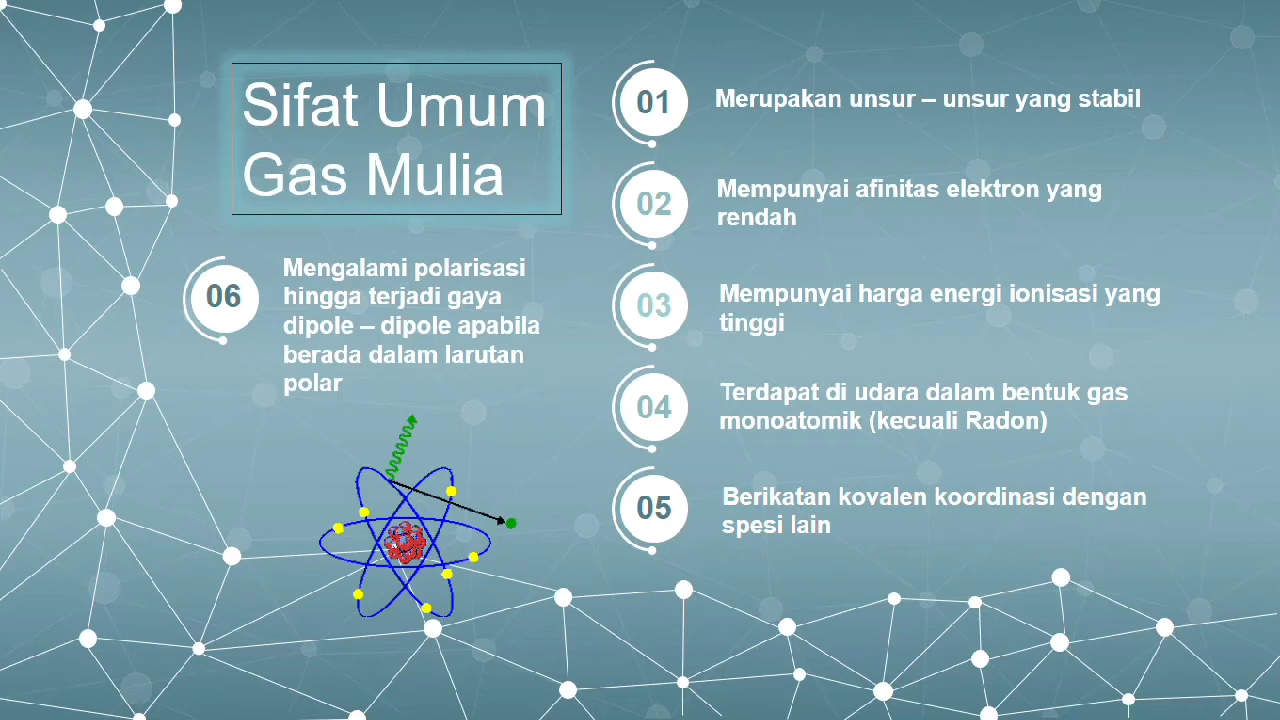 Sifat Umum
Gas Mulia
01
Merupakan unsur – unsur yang stabil
02
Mempunyai afinitas elektron yang
rendah
03
Mempunyai harga energi ionisasi yang
tinggi
04
Terdapat di udara dalam bentuk gas
monoatomik (kecuali Radon)
05
Berikatan kovalen koordinasi dengan
spesi lain
06
Mengalami polarisasi
hingga terjadi gaya
dipole – dipole apabila
berada dalam larutan
polar